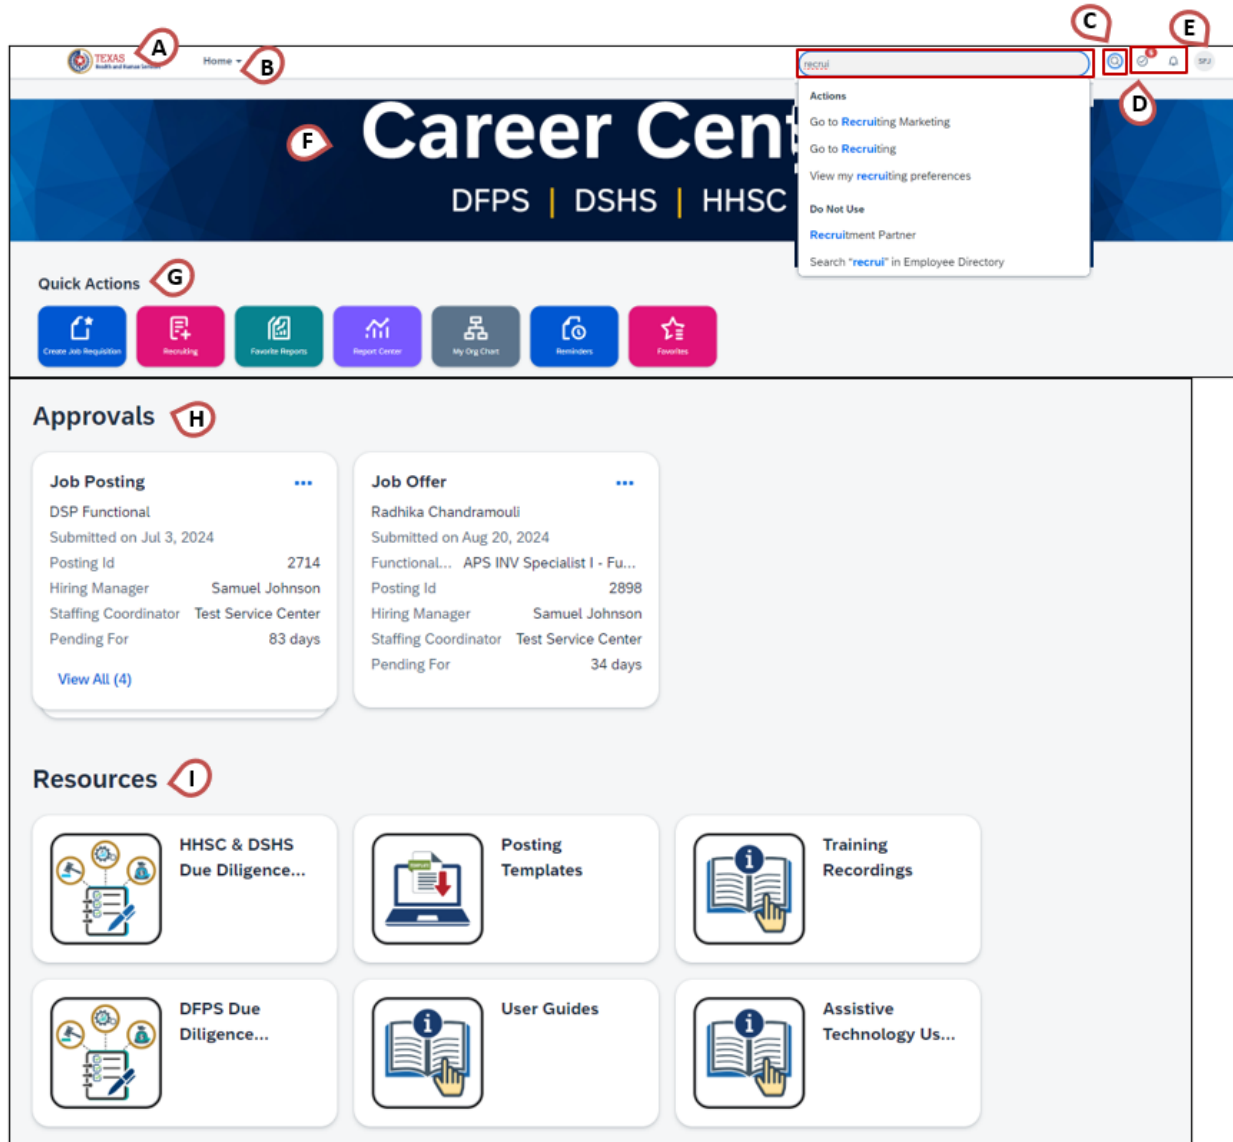 C
E
A
TEXAS
Health and Human Services
Home
B
recrui
SPJ
D
Actions
Go to Recruiting Marketing
Go to Recruiting
View my recruiting preferences
Do Not Use
Recruitment Partner
Search "recrui" in Employee Directory
F
Career Cent
DFPS | DSHS | HHSC
Quick Actions
G
Create Job Requisition
Recruiting
Favorite Reports
Report Center
My Org Chart
Reminders
Favorites
Approvals
H
Job Posting
DSP Functional
Submitted on Jul 3, 2024
Posting Id 2714
Hiring Manager Samuel Johnson
Staffing Coordinator Test Service Center
Pending For 83 days
View All (4)
Job Offer
Radhika Chandramouli
Submitted on Aug 20, 2024
Functional... APS INV Specialist I - Fu...
Posting Id 2898
Hiring Manager Samuel Johnson
Staffing Coordinator Test Service Center
Pending For 34 days
Resources
I
HHSC & DSHS
Due Diligence...
Posting
Templates
Training
Recordings
DFPS Due
Diligence...
User Guides
Assistive
Technology Us...